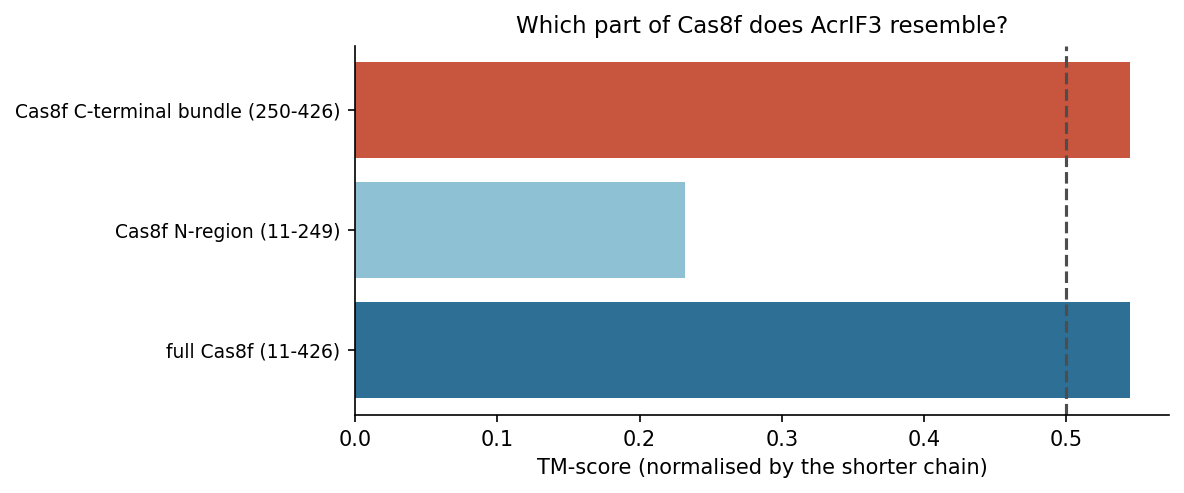 Which part of Cas8f does AcrIF3 resemble?
Cas8f C-terminal bundle (250-426)
Cas8f N-region (11-249)
full Cas8f (11-426)
0.0 0.1 0.2 0.3 0.4 0.5
TM-score (normalised by the shorter chain)